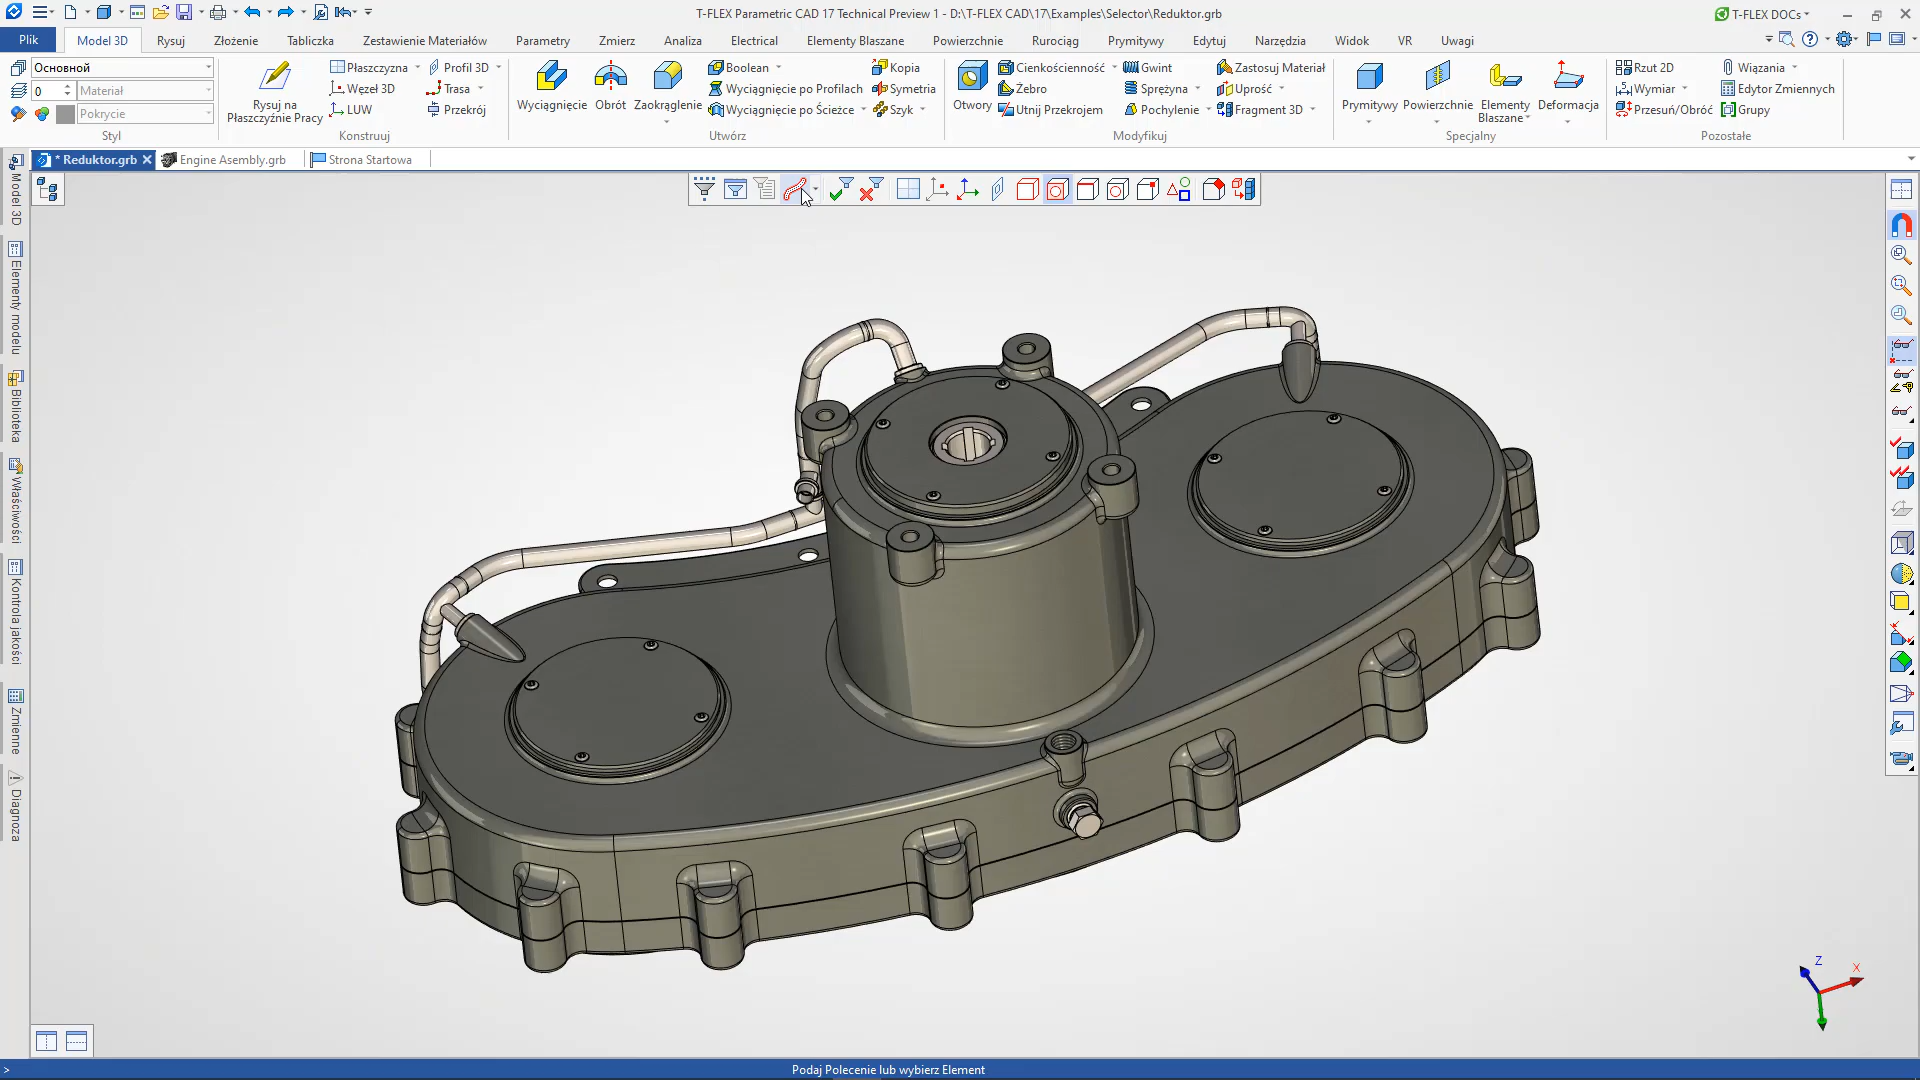 T-FLEX Parametric CAD 17 Technical Preview 1 - D:\T-FLEX CAD\17\Examples\Selector\Reduktor.grb
T-FLEX DOCs
Plik
Model 3D
Rysuj
Złożenie
Tabliczka
Zestawienie Materiałów
Parametry
Zmierz
Analiza
Electrical
Elementy Blaszane
Powierzchnie
Rurociąg
Prymitywy
Edytuj
Narzędzia
Widok
VR
Uwagi
Основной
0
Materiał
Pokrycie
Styl
Rysuj na
Płaszczyźnie Pracy
Płaszczyzna
Węzeł 3D
LUW
Profil 3D
Trasa
Przekrój
Konstruuj
Wyciągnięcie
Obrót
Zaokrąglenie
Boolean
Wyciągnięcie po Profilach
Wyciągnięcie po Ścieżce
Kopia
Symetria
Szyk
Utwórz
Otwory
Cienkościenność
Żebro
Utnij Przekrojem
Gwint
Sprężyna
Pochylenie
Zastosuj Materiał
Uprość
Fragment 3D
Modyfikuj
Prymitywy
Powierzchnie
Elementy
Blaszane
Deformacja
Specjalny
Rzut 2D
Wymiar
Przesuń/Obróć
Wiązania
Edytor Zmiennych
Grupy
Pozostałe
* Reduktor.grb
Engine Asembly.grb
Strona Startowa
Model 3D
Elementy modelu
Biblioteka
Właściwości
Kontrola jakości
Zmienne
Diagnoza
Z
X
>
Podaj Polecenie lub wybierz Element